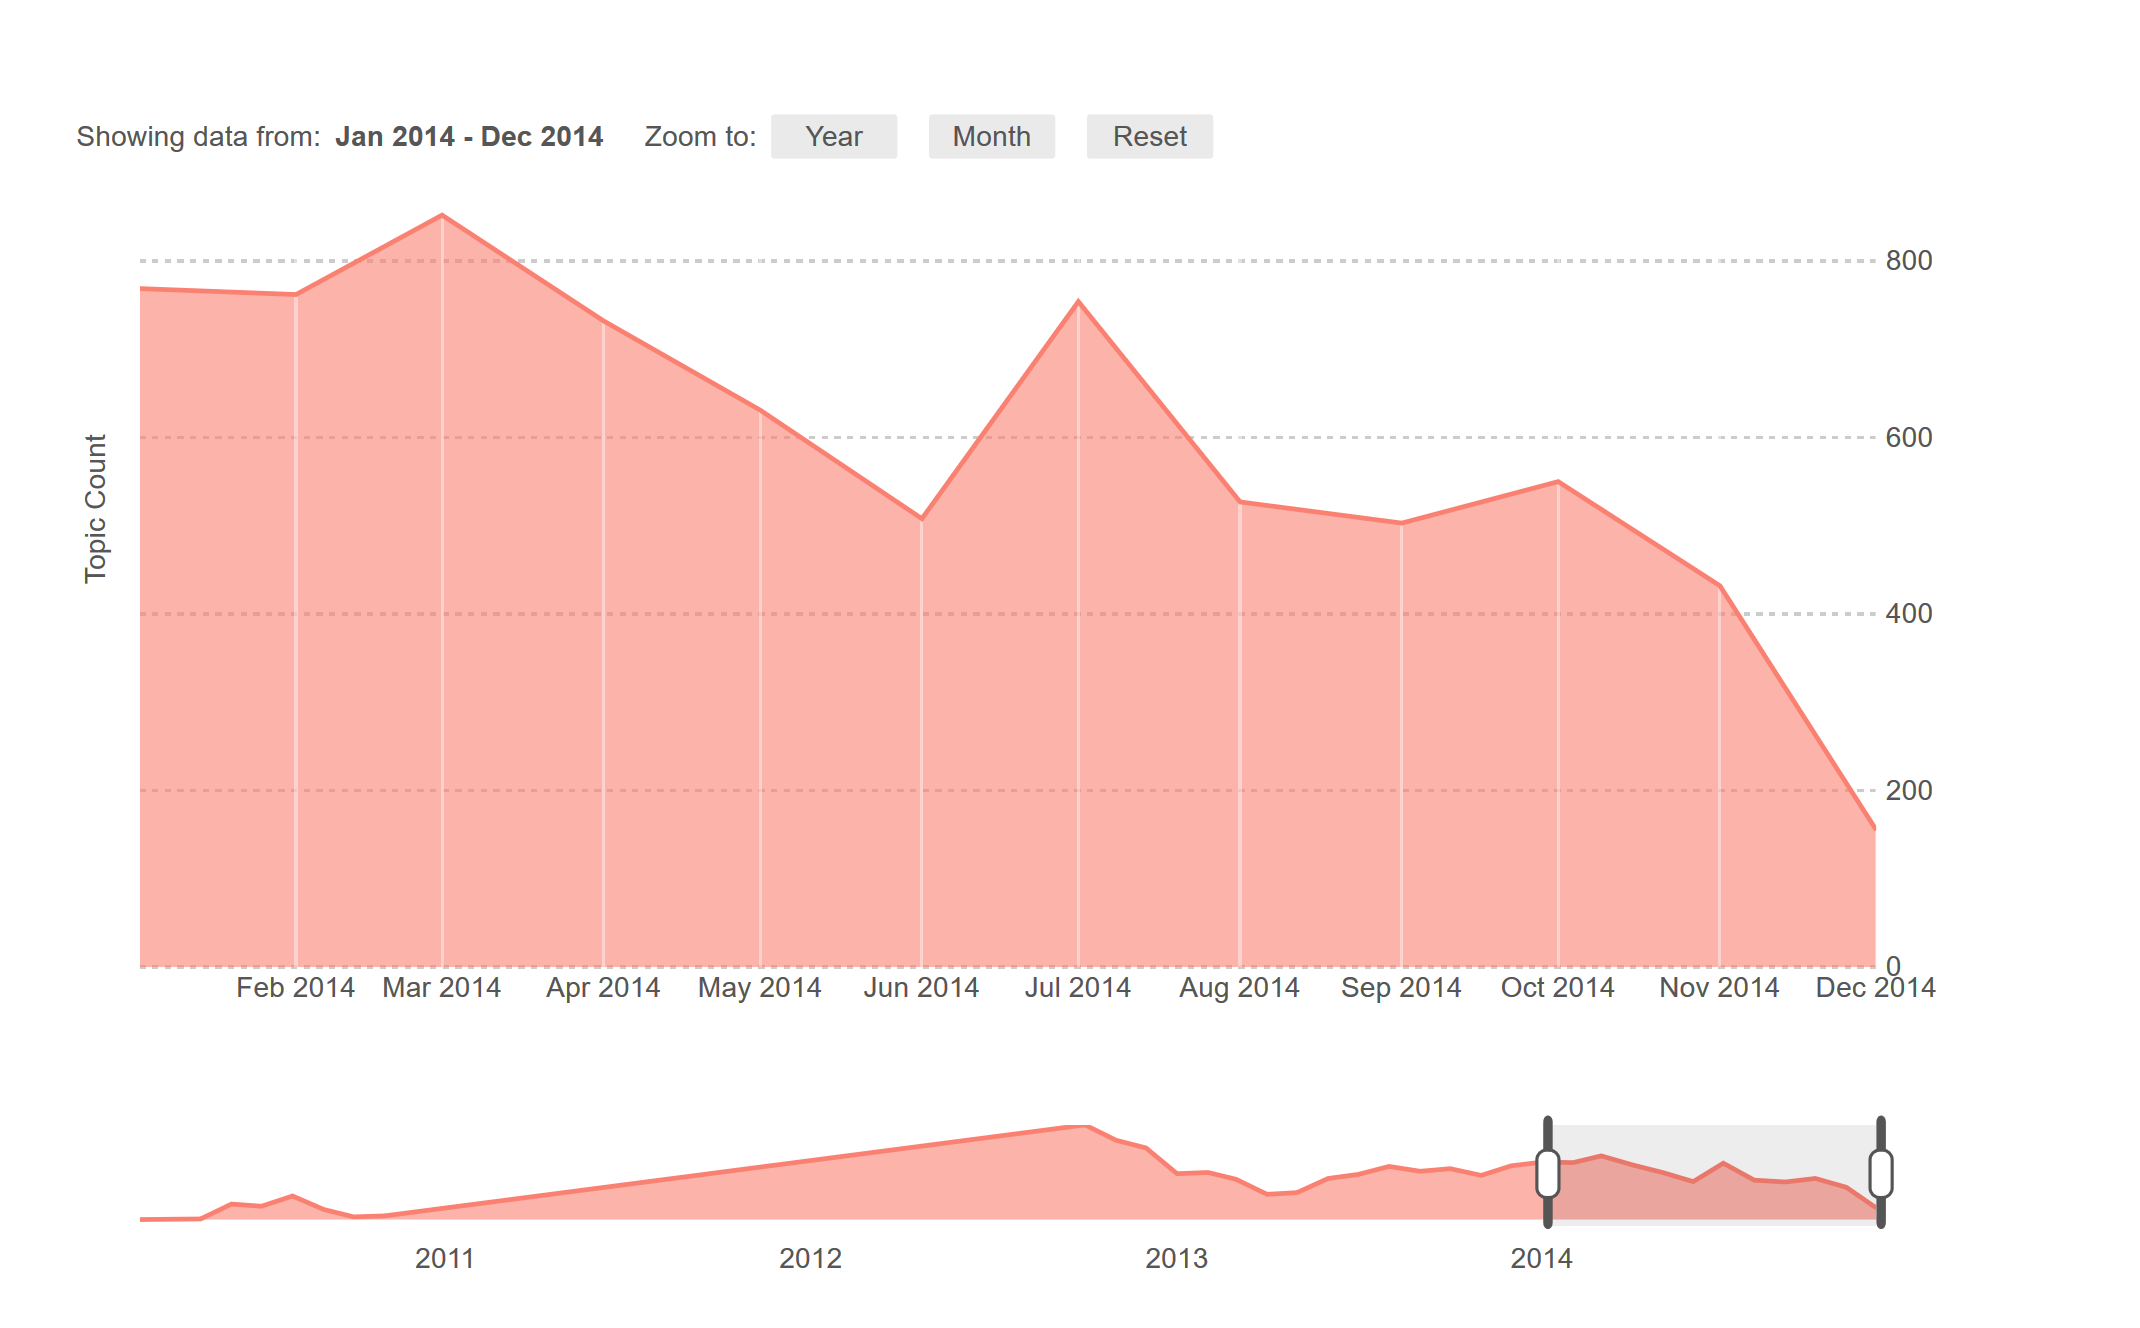 Showing data from: Jan 2014 - Dec 2014 Zoom to: Year Month Reset
800
600
Topic Count
400
200
0
Feb 2014 Mar 2014 Apr 2014 May 2014 Jun 2014 Jul 2014 Aug 2014 Sep 2014 Oct 2014 Nov 2014 Dec 2014
2011 2012 2013 2014